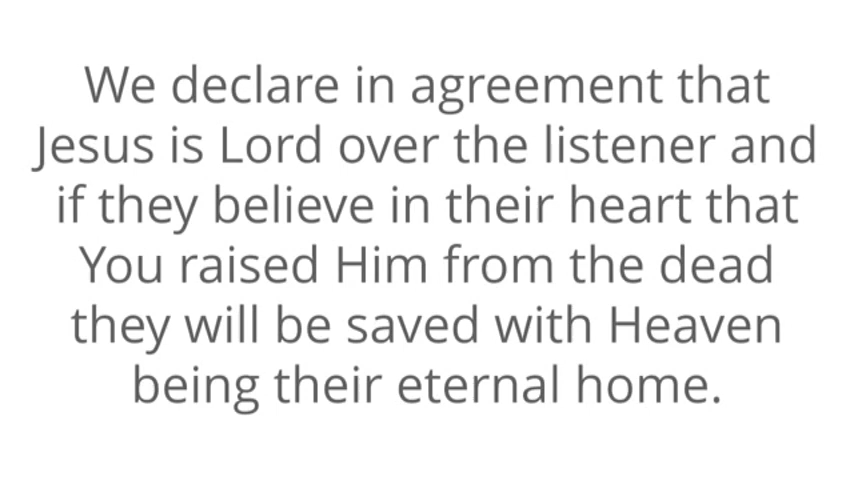 We declare in agreement that
Jesus is Lord over the listener and
if they believe in their heart that
You raised Him from the dead
they will be saved with Heaven
being their eternal home.